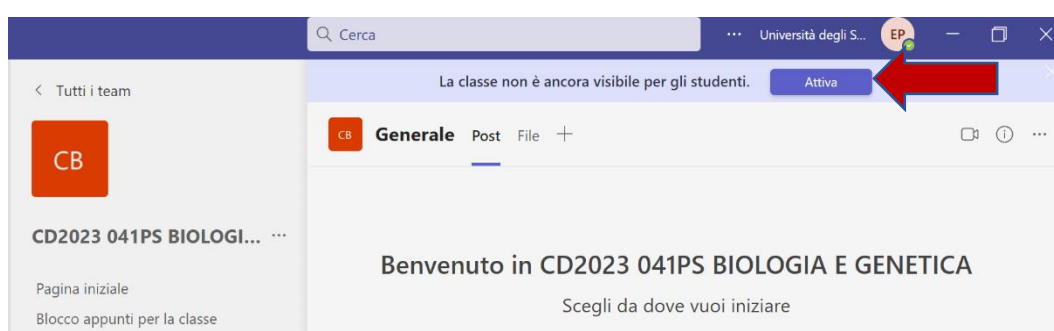 Cerca
Università degli S...
EP
Tutti i team
La classe non è ancora visibile per gli studenti.
Attiva
CB
Generale Post File
CB
CD2023 041PS BIOLOGI...
Benvenuto in CD2023 041PS BIOLOGIA E GENETICA
Pagina iniziale
Scegli da dove vuoi iniziare
Blocco appunti per la classe